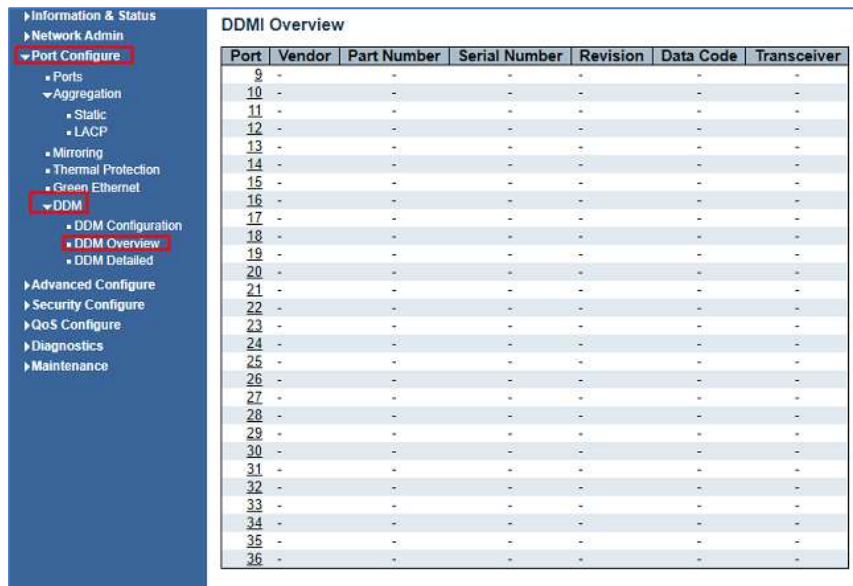 Information & Status
Network Admin
Port Configure
Ports
Aggregation
Static
LACP
Mirroring
Thermal Protection
Green Ethernet
DDM
DDM Configuration
DDM Overview
DDM Detailed
Advanced Configure
Security Configure
QoS Configure
Diagnostics
Maintenance
DDMI Overview
Port Vendor Part Number Serial Number Revision Data Code Transceiver
9 - - - - - -
10 - - - - - -
11 - - - - - -
12 - - - - - -
13 - - - - - -
14 - - - - - -
15 - - - - - -
16 - - - - - -
17 - - - - - -
18 - - - - - -
19 - - - - - -
20 - - - - - -
21 - - - - - -
22 - - - - - -
23 - - - - - -
24 - - - - - -
25 - - - - - -
26 - - - - - -
27 - - - - - -
28 - - - - - -
29 - - - - - -
30 - - - - - -
31 - - - - - -
32 - - - - - -
33 - - - - - -
34 - - - - - -
35 - - - - - -
36 - - - - - -